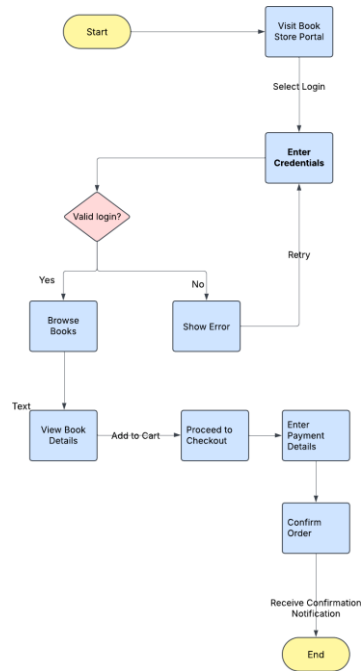 Start
Visit Book
Store Portal
Select Login
Enter
Credentials
Valid login?
Retry
Yes
No
Browse
Books
Show Error
Text
View Book
Details
Add to Cart
Proceed to
Checkout
Enter
Payment
Details
Confirm
Order
Receive Confirmation
Notification
End